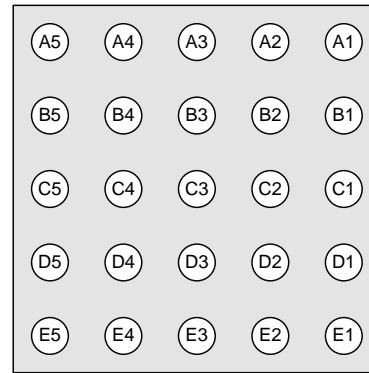 A5 A4 A3 A2 A1
B5 B4 B3 B2 B1
C5 C4 C3 C2 C1
D5 D4 D3 D2 D1
E5 E4 E3 E2 E1